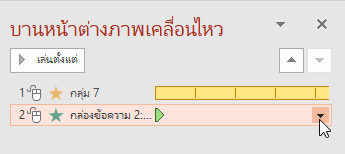 บานหน้าต่างภาพเคลื่อนไหว
เล่นตั้งแต่
1 กลุ่ม 7
2 กล่องข้อความ 2:...